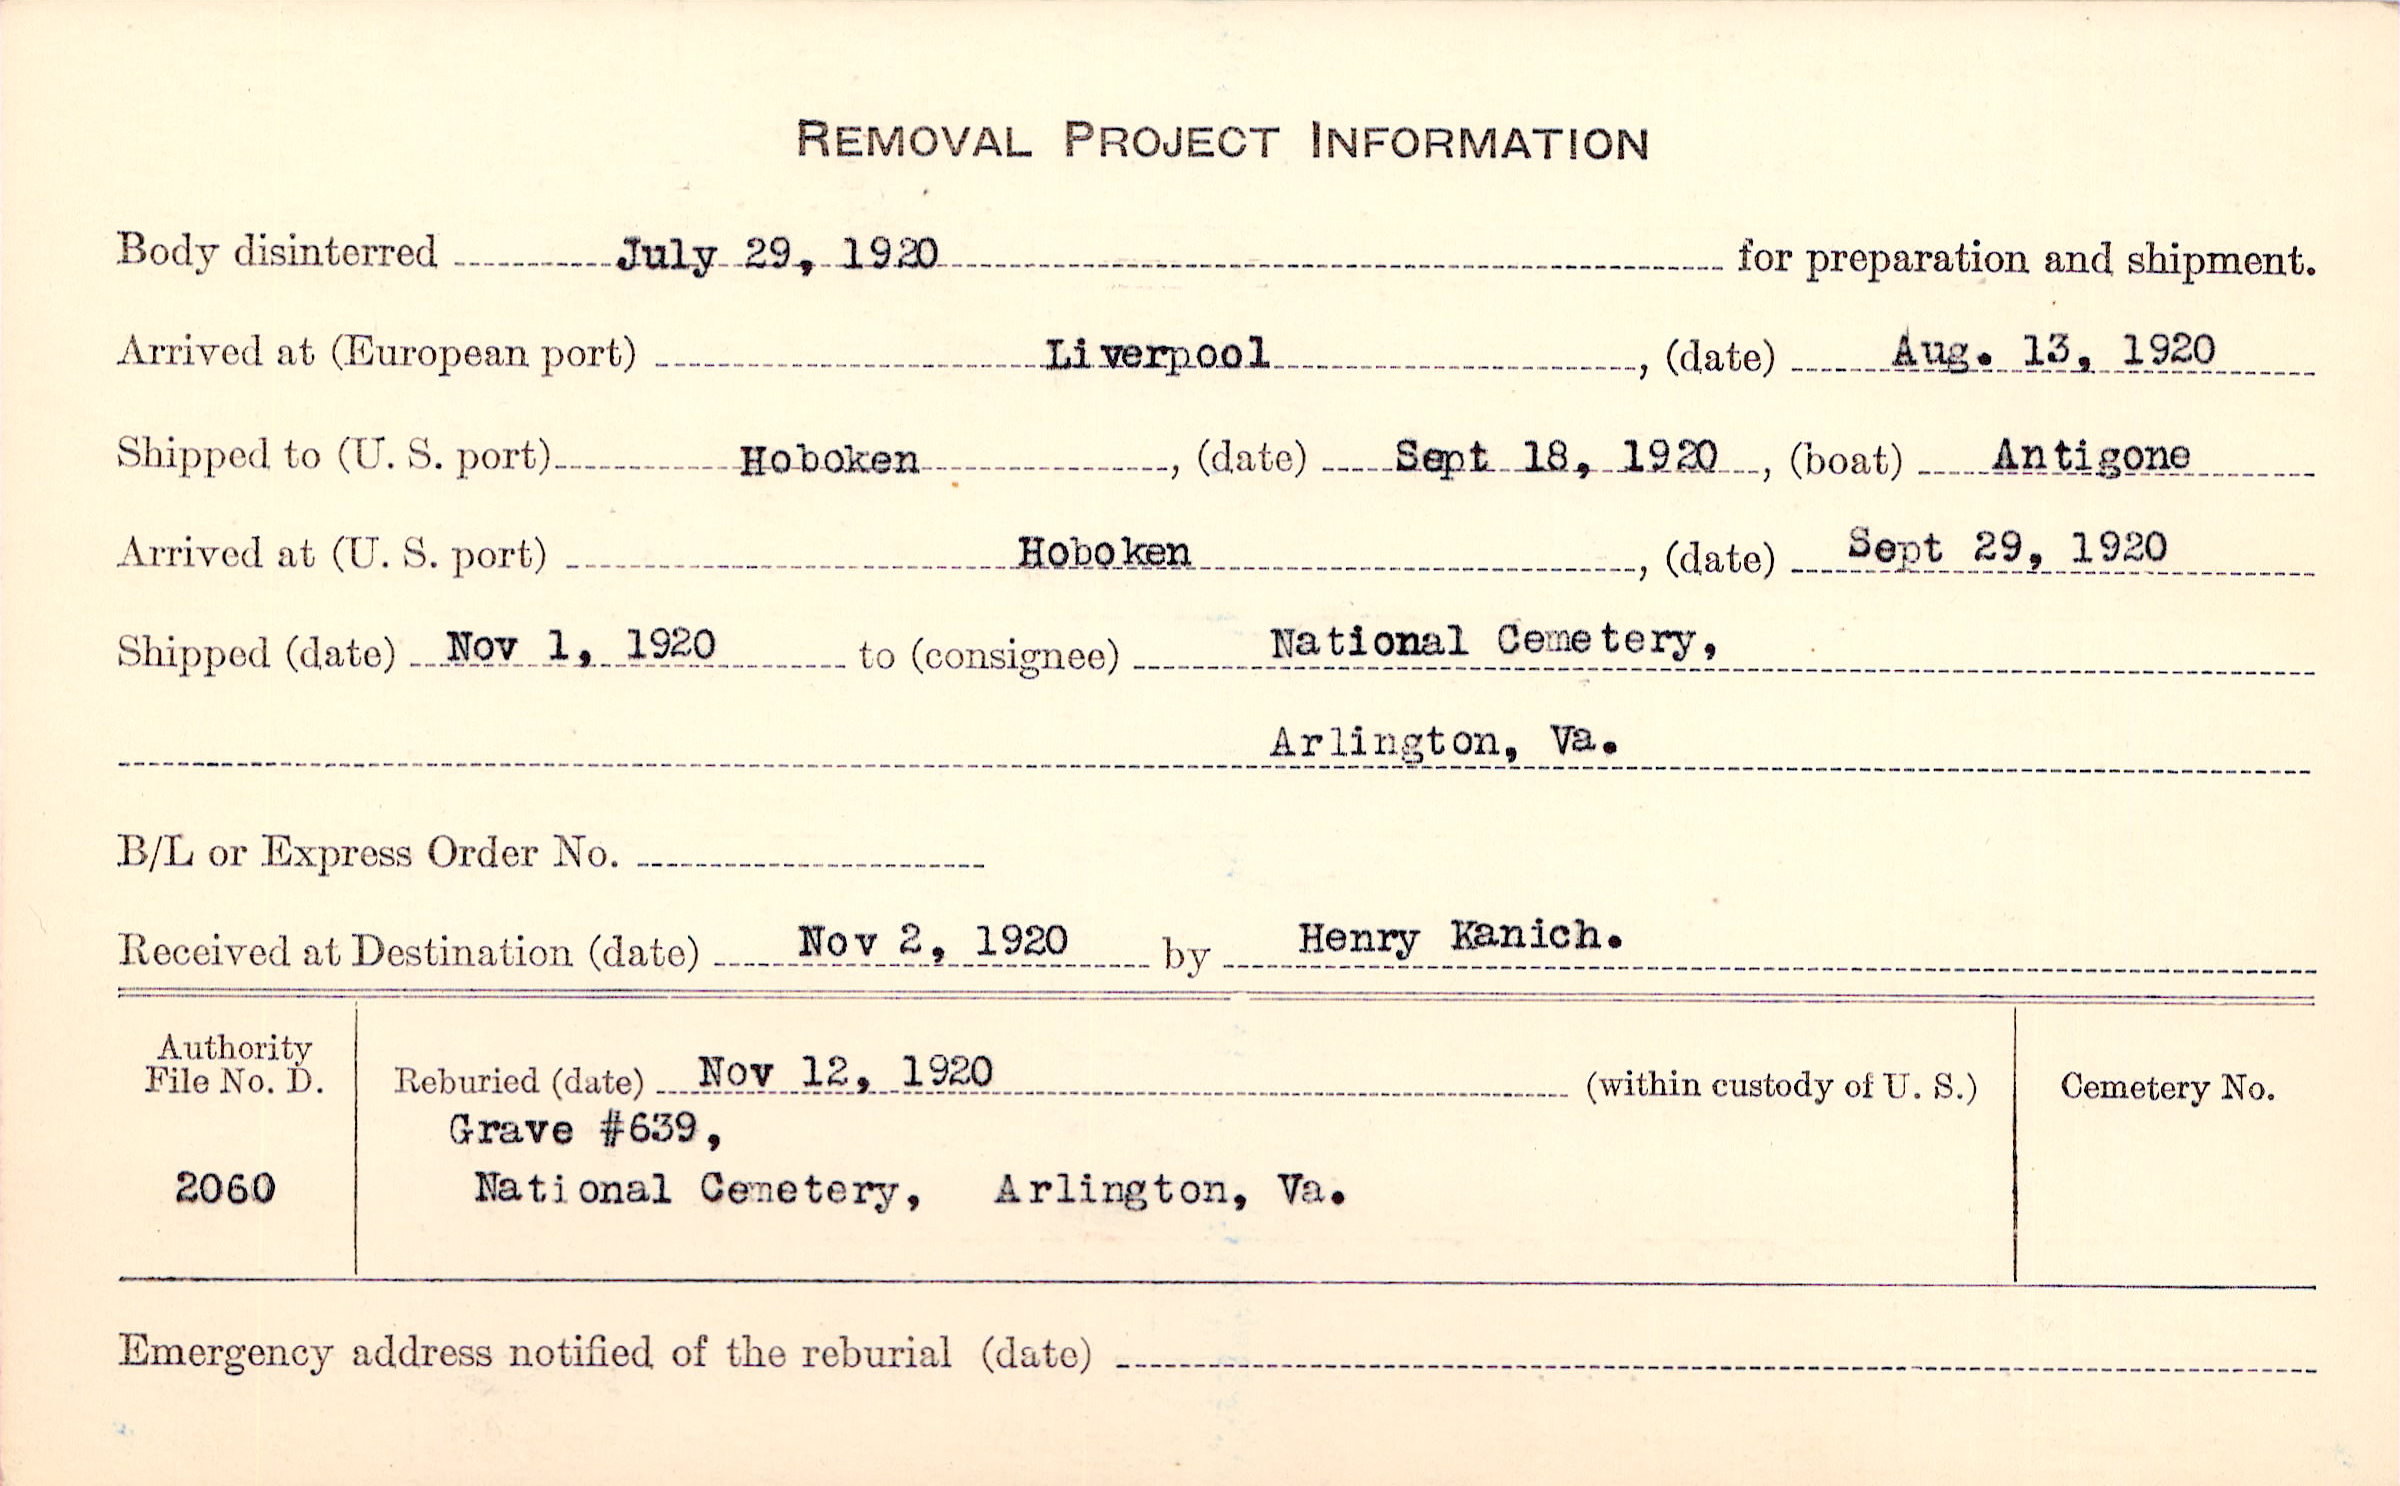 REMOVAL PROJECT INFORMATION
Body disinterred July 29, 1920 for preparation and shipment.
Arrived at (European port) Liverpool, (date) Aug. 13, 1920
Shipped to (U. S. port) Hoboken, (date) Sept 18, 1920, (boat) Antigone
Arrived at (U. S. port) Hoboken, (date) Sept 29, 1920
Shipped (date) Nov 1, 1920 to (consignee) National Cemetery,
Arlington, Va.
B/L or Express Order No.
Received at Destination (date) Nov 2, 1920 by Henry Kanich.
Authority
File No. D.
2060
Reburied (date) Nov 12, 1920 (within custody of U. S.)
Grave #639,
National Cemetery, Arlington, Va.
Cemetery No.
Emergency address notified of the reburial (date)